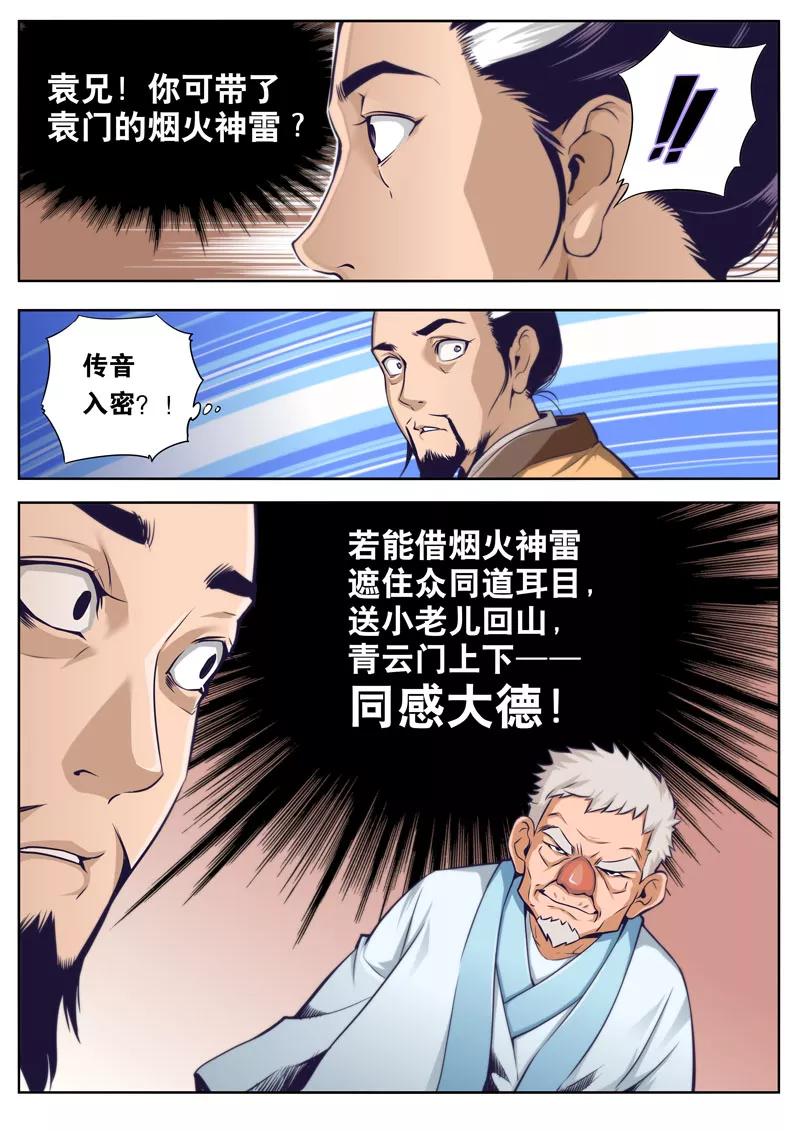 袁兄！你可带了
袁门的烟火神雷？
！！
传音
入密？！
…
若能借烟火神雷
遮住众同道耳目，
送小老儿回山，
青云门上下——
同感大德！